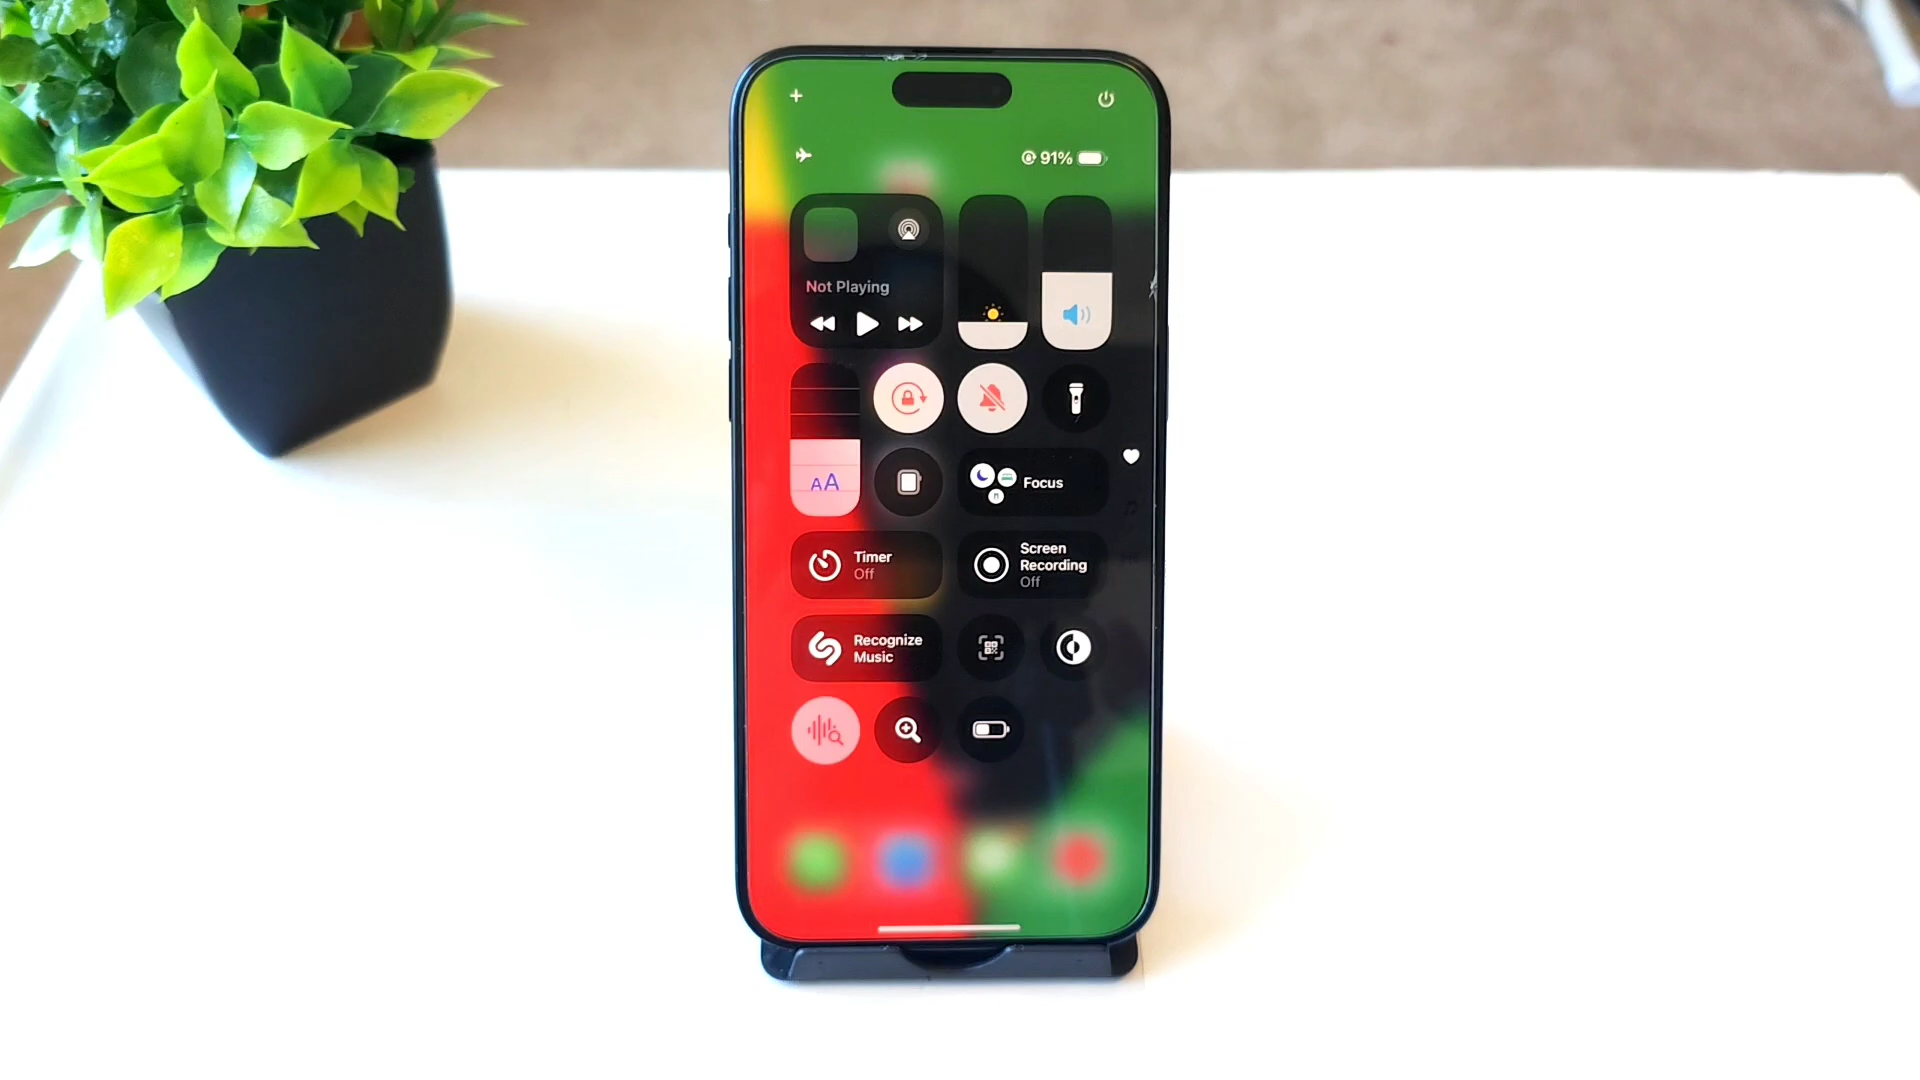 91%
Not Playing
AA
Focus
Timer
Off
Screen
Recording
Off
Recognize
Music